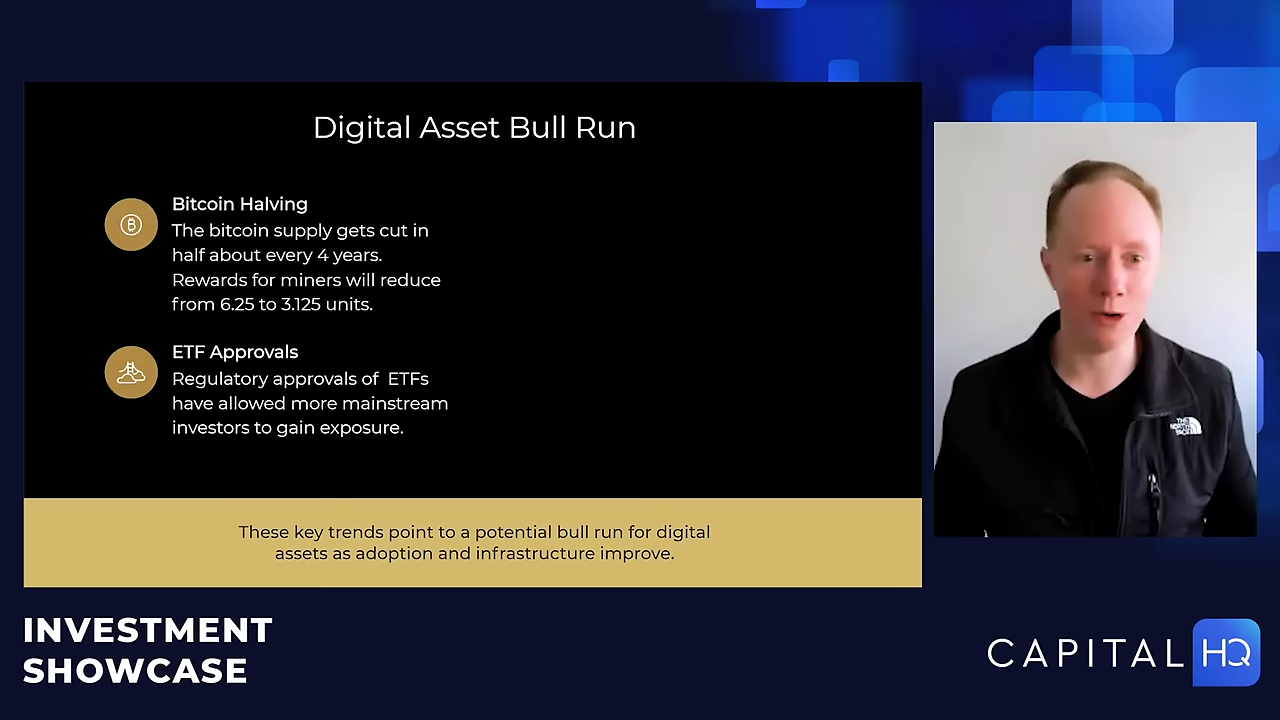 Digital Asset Bull Run
Bitcoin Halving
The bitcoin supply gets cut in
half about every 4 years.
Rewards for miners will reduce
from 6.25 to 3.125 units.
ETF Approvals
Regulatory approvals of ETFs
have allowed more mainstream
investors to gain exposure.
These key trends point to a potential bull run for digital
assets as adoption and infrastructure improve.
THE
NORTH
FACE
INVESTMENT
SHOWCASE
CAPITAL HQ